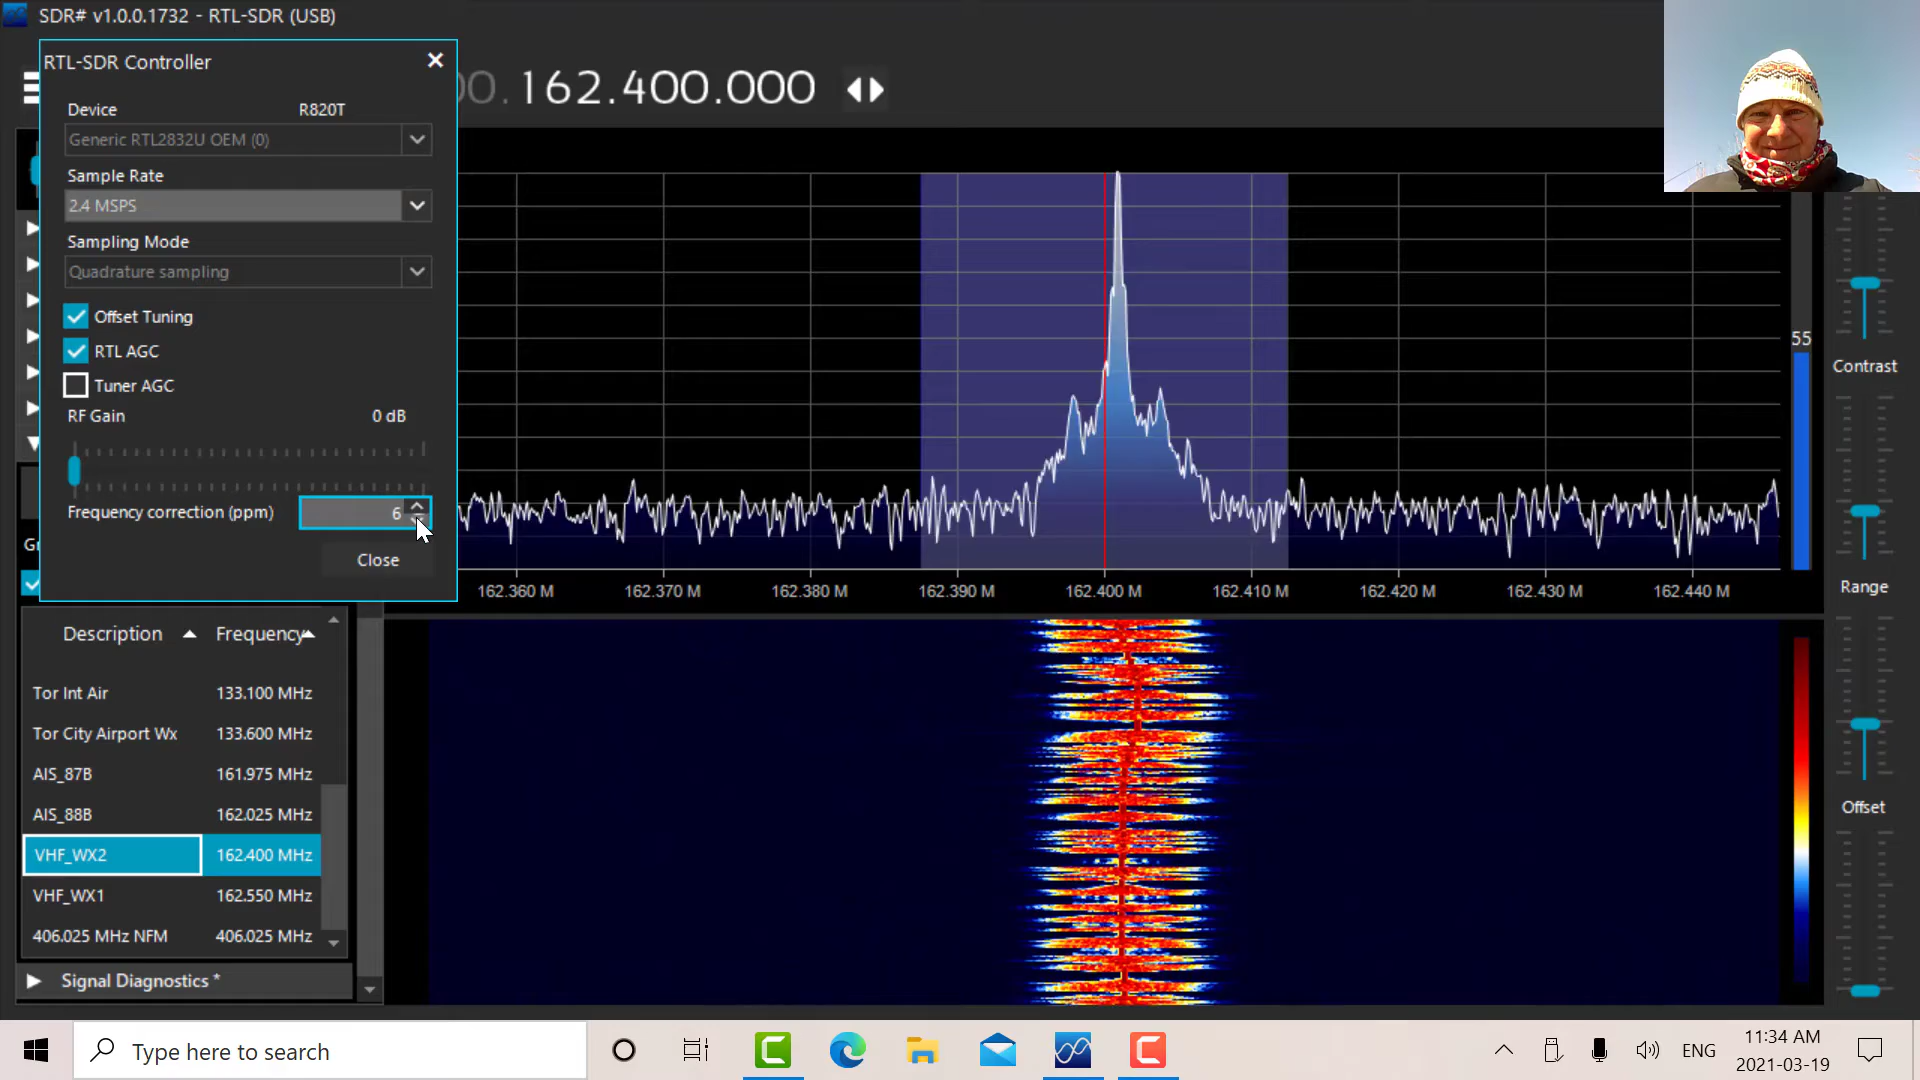 SDR# v1.0.0.1732 - RTL-SDR (USB)
RTL-SDR Controller
0.162.400.000
Device R820T
Generic RTL2832U OEM (0)
Sample Rate
2.4 MSPS
Sampling Mode
Quadrature sampling
Offset Tuning
RTL AGC
Tuner AGC
RF Gain 0 dB
Frequency correction (ppm) 6
Close
55
Contrast
Range
Offset
162.360 M 162.370 M 162.380 M 162.390 M 162.400 M 162.410 M 162.420 M 162.430 M 162.440 M
Description Frequency
Tor Int Air 133.100 MHz
Tor City Airport Wx 133.600 MHz
AIS_87B 161.975 MHz
AIS_88B 162.025 MHz
VHF_WX2 162.400 MHz
VHF_WX1 162.550 MHz
406.025 MHz NFM 406.025 MHz
Signal Diagnostics *
Type here to search
ENG
11:34 AM
2021-03-19